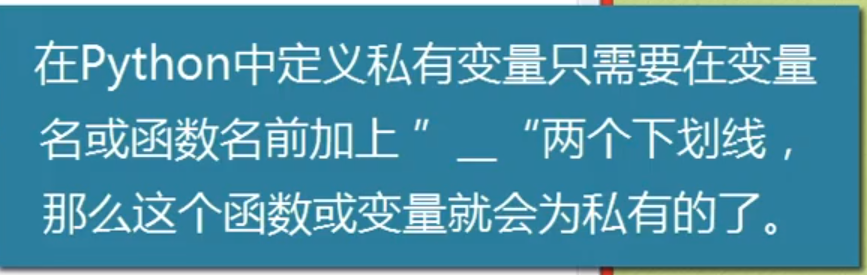 在Python中定义私有变量只需要在变量
名或函数名前加上 ” __ “两个下划线，
那么这个函数或变量就会为私有的了。